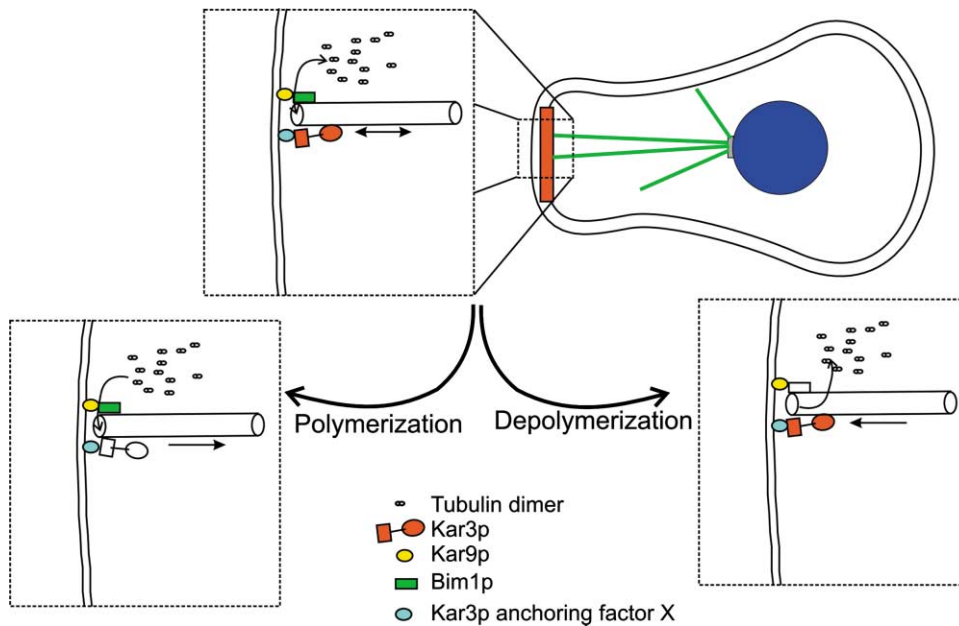 Polymerization
Depolymerization
Tubulin dimer
Kar3p
Kar9p
Bim1p
Kar3p anchoring factor X